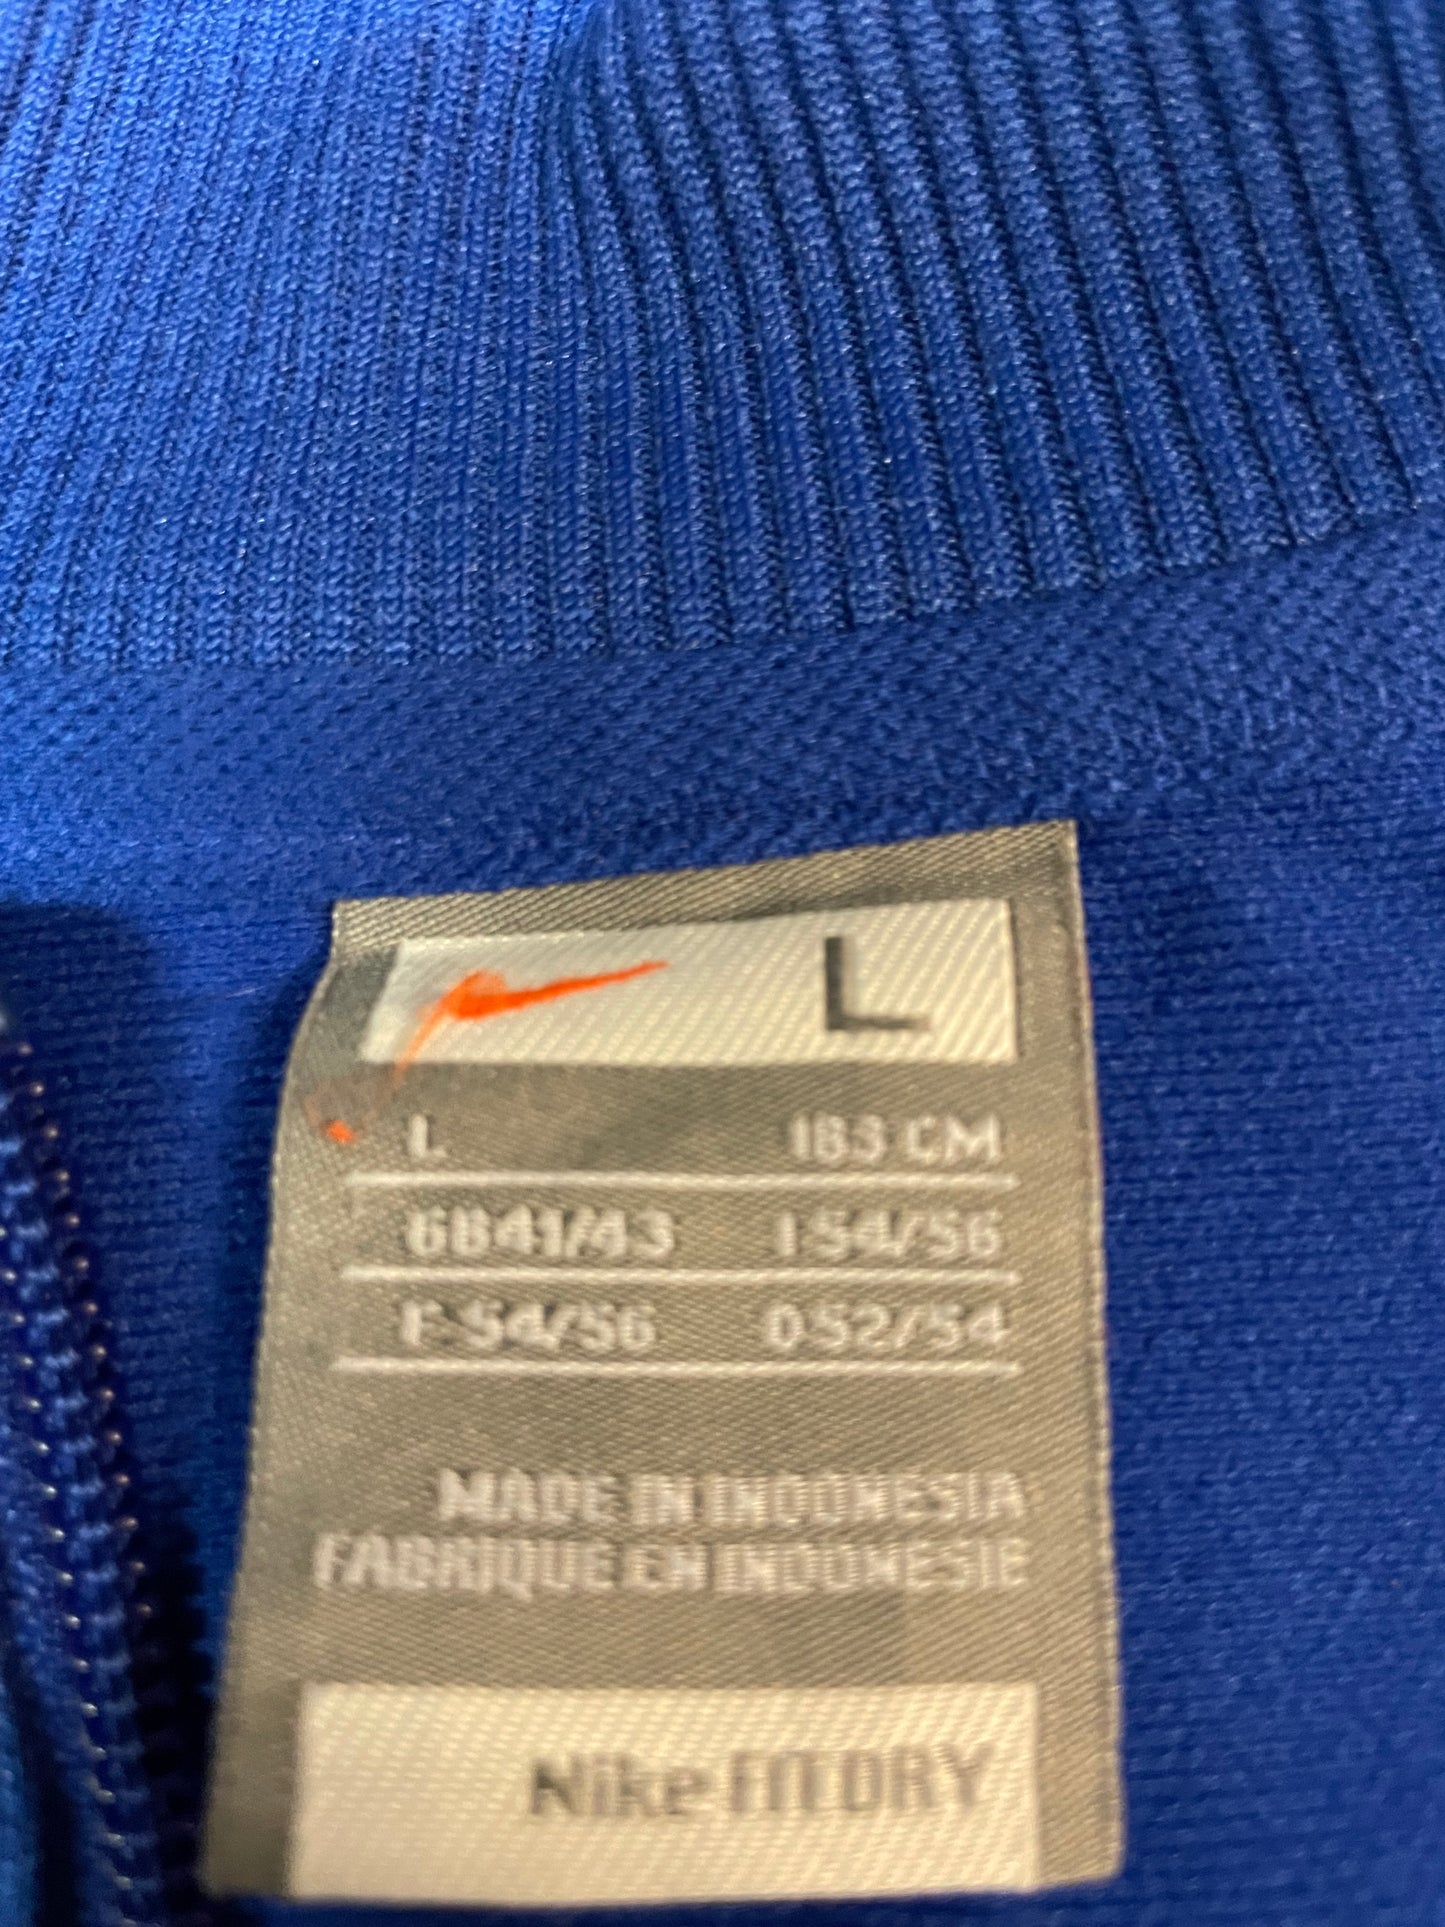 L
L 183 CM
GB41/43 I 54/56
F 54/56 D52/54
MADE IN INDONESIA
FABRIQUE EN INDONESIE
Nike FIT DRY